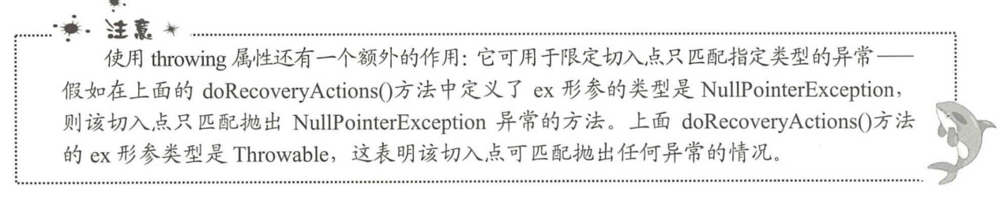 注意
使用 throwing 属性还有一个额外的作用：它可用于限定切入点只匹配指定类型的异常——
假如在上面的 doRecoveryActions()方法中定义了 ex 形参的类型是 NullPointerException，
则该切入点只匹配抛出 NullPointerException 异常的方法。上面 doRecoveryActions()方法
的 ex 形参类型是 Throwable，这表明该切入点可匹配抛出任何异常的情况。